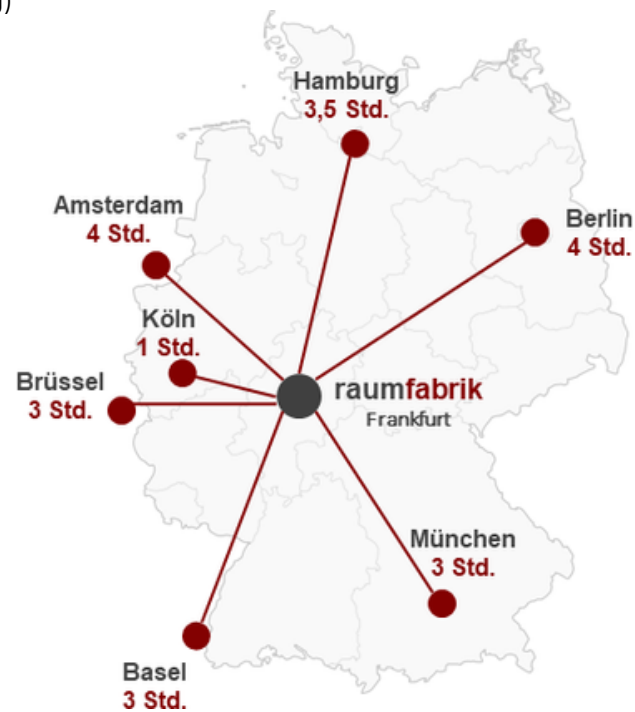 Hamburg
3,5 Std.
Amsterdam
4 Std.
Berlin
4 Std.
Köln
1 Std.
Brüssel
3 Std.
raumfabrik
Frankfurt
München
3 Std.
Basel
3 Std.